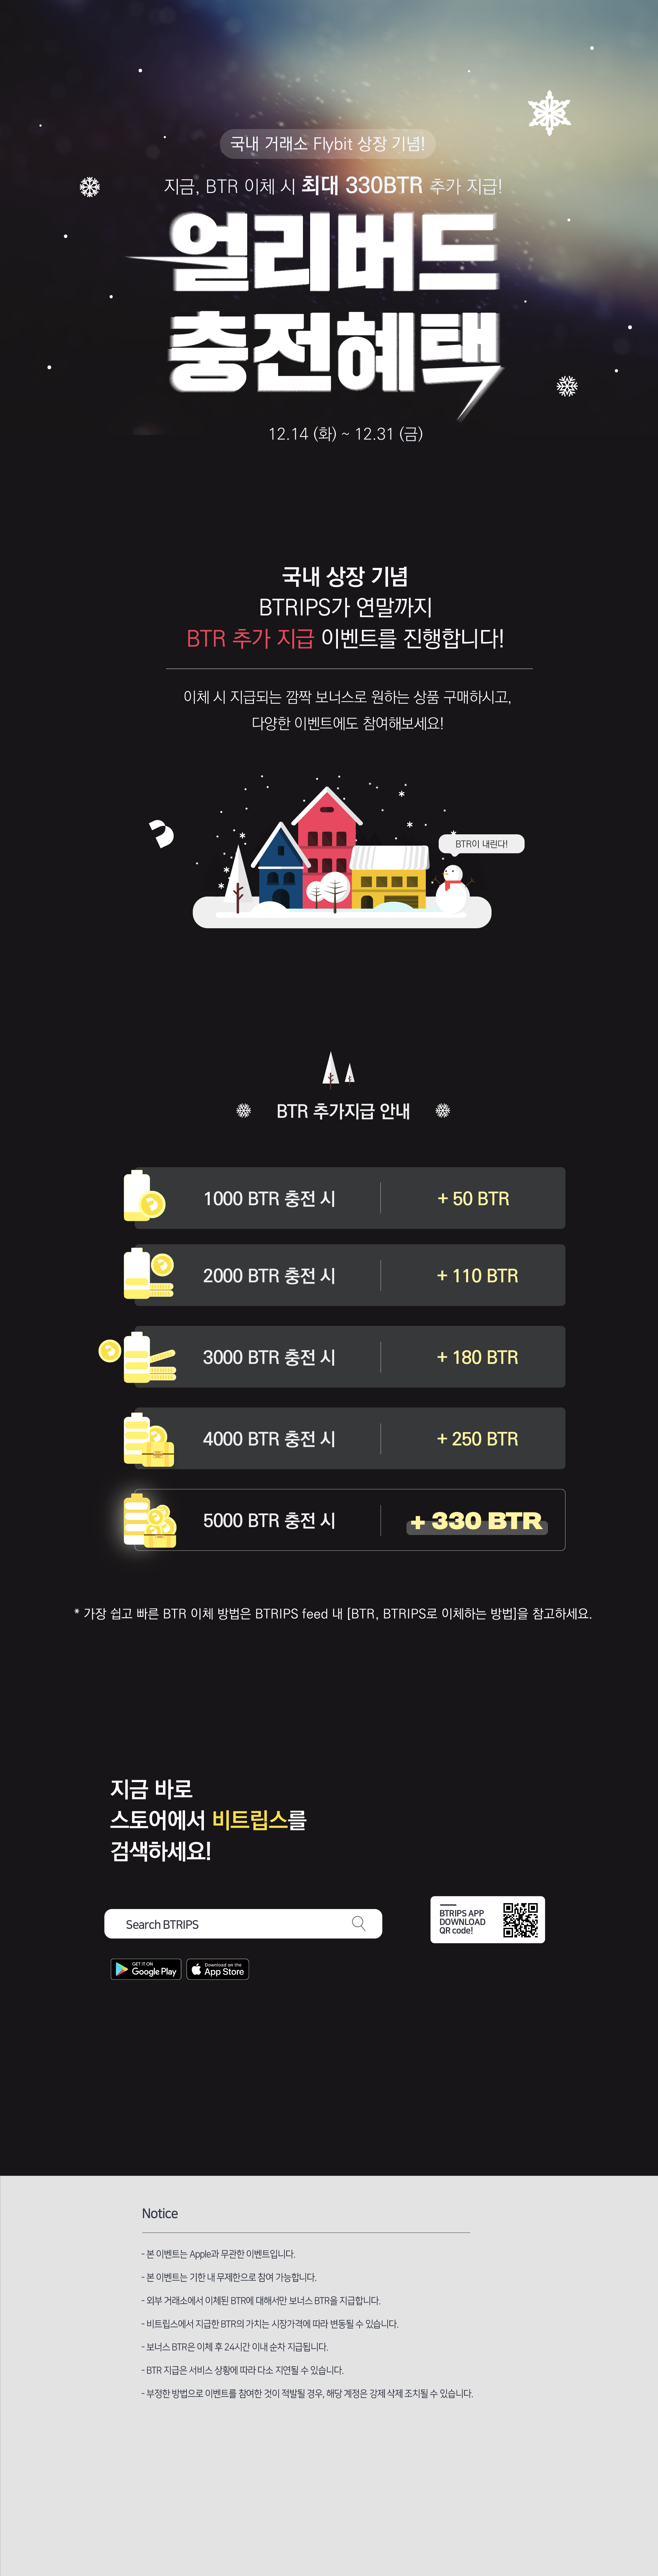 국내 거래소 Flybit 상장 기념!
지금, BTR 이체 시 최대 330BTR 추가 지급!
얼리버드
충전혜택
12.14 (화) ~ 12.31 (금)
국내 상장 기념
BTRIPS가 연말까지
BTR 추가 지급 이벤트를 진행합니다!
이체 시 지급되는 깜짝 보너스로 원하는 상품 구매하시고,
다양한 이벤트에도 참여해보세요!
BTR이 내린다!
BTR 추가지급 안내
1000 BTR 충전 시 + 50 BTR
2000 BTR 충전 시 + 110 BTR
3000 BTR 충전 시 + 180 BTR
4000 BTR 충전 시 + 250 BTR
5000 BTR 충전 시 + 330 BTR
* 가장 쉽고 빠른 BTR 이체 방법은 BTRIPS feed 내 [BTR, BTRIPS로 이체하는 방법]을 참고하세요.
지금 바로
스토어에서 비트립스를
검색하세요!
Search BTRIPS
BTRIPS APP
DOWNLOAD
QR code!
GET IT ON
Google Play
Download on the
App Store
Notice
- 본 이벤트는 Apple과 무관한 이벤트입니다.
- 본 이벤트는 기한 내 무제한으로 참여 가능합니다.
- 외부 거래소에서 이체된 BTR에 대해서만 보너스 BTR을 지급합니다.
- 비트립스에서 지급한 BTR의 가치는 시장가격에 따라 변동될 수 있습니다.
- 보너스 BTR은 이체 후 24시간 이내 순차 지급됩니다.
- BTR 지급은 서비스 상황에 따라 다소 지연될 수 있습니다.
- 부정한 방법으로 이벤트를 참여한 것이 적발될 경우, 해당 계정은 강제 삭제 조치될 수 있습니다.